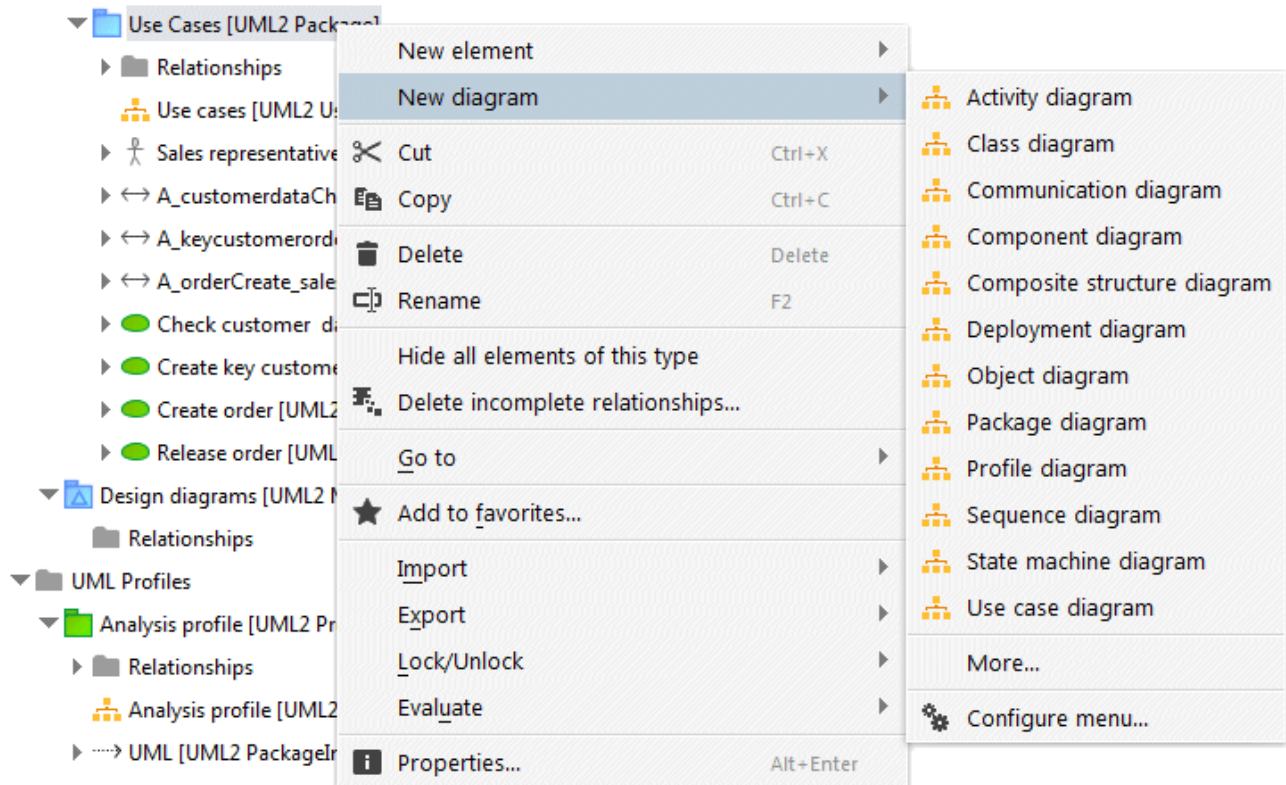 Use Cases [UML2 Package]
Relationships
Use cases [UML2 Us
Sales representative
A_customerdataCh
A_keycustomerord
A_orderCreate_sale
Check customer da
Create key custome
Create order [UML2
Release order [UML
Design diagrams [UML2 M
Relationships
UML Profiles
Analysis profile [UML2 Pr
Relationships
Analysis profile [UML2
UML [UML2 PackageIm
New element
New diagram
Cut Ctrl+X
Copy Ctrl+C
Delete Delete
Rename F2
Hide all elements of this type
Delete incomplete relationships...
Go to
Add to favorites...
Import
Export
Lock/Unlock
Evaluate
Properties... Alt+Enter
Activity diagram
Class diagram
Communication diagram
Component diagram
Composite structure diagram
Deployment diagram
Object diagram
Package diagram
Profile diagram
Sequence diagram
State machine diagram
Use case diagram
More...
Configure menu...